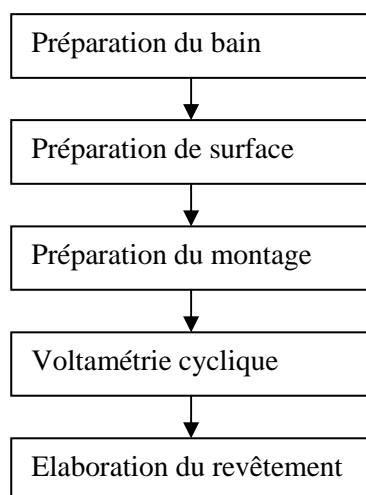 Préparation du bain
Préparation de surface
Préparation du montage
Voltamétrie cyclique
Elaboration du revêtement